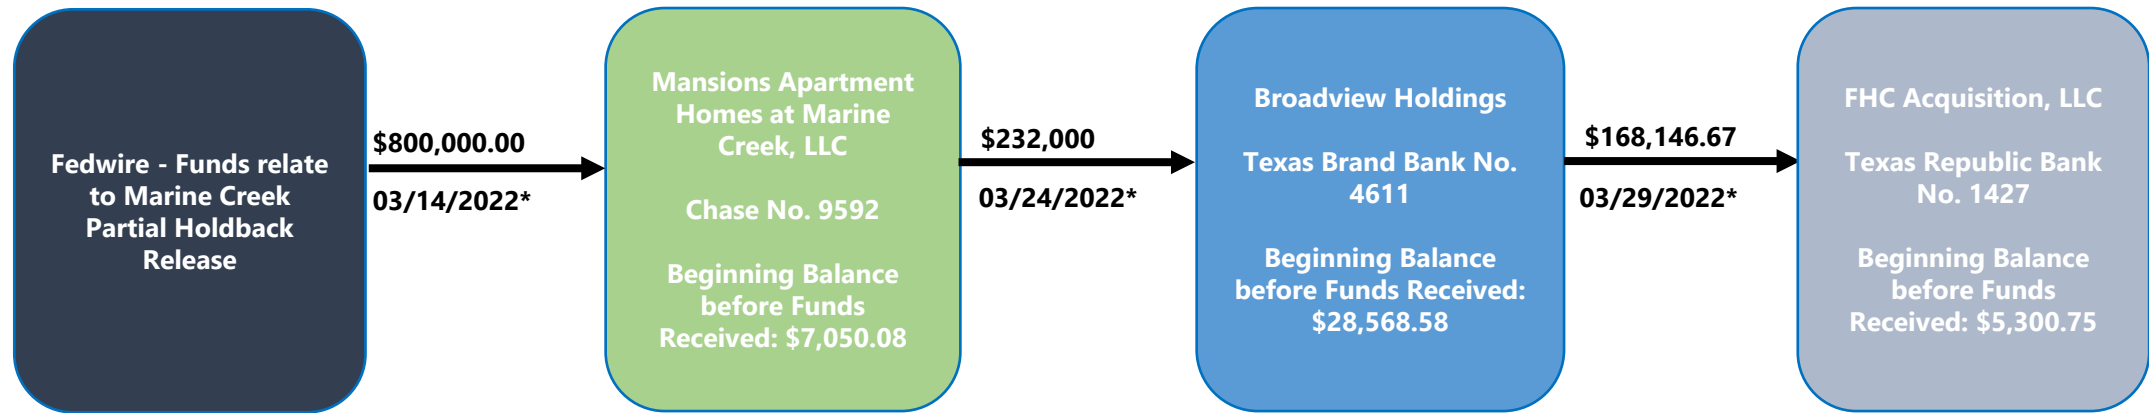 Fedwire - Funds relate
to Marine Creek
Partial Holdback
Release
$800,000.00
03/14/2022*
Mansions Apartment
Homes at Marine
Creek, LLC
Chase No. 9592
Beginning Balance
before Funds
Received: $7,050.08
$232,000
03/24/2022*
Broadview Holdings
Texas Brand Bank No.
4611
Beginning Balance
before Funds Received:
$28,568.58
$168,146.67
03/29/2022*
FHC Acquisition, LLC
Texas Republic Bank
No. 1427
Beginning Balance
before Funds
Received: $5,300.75